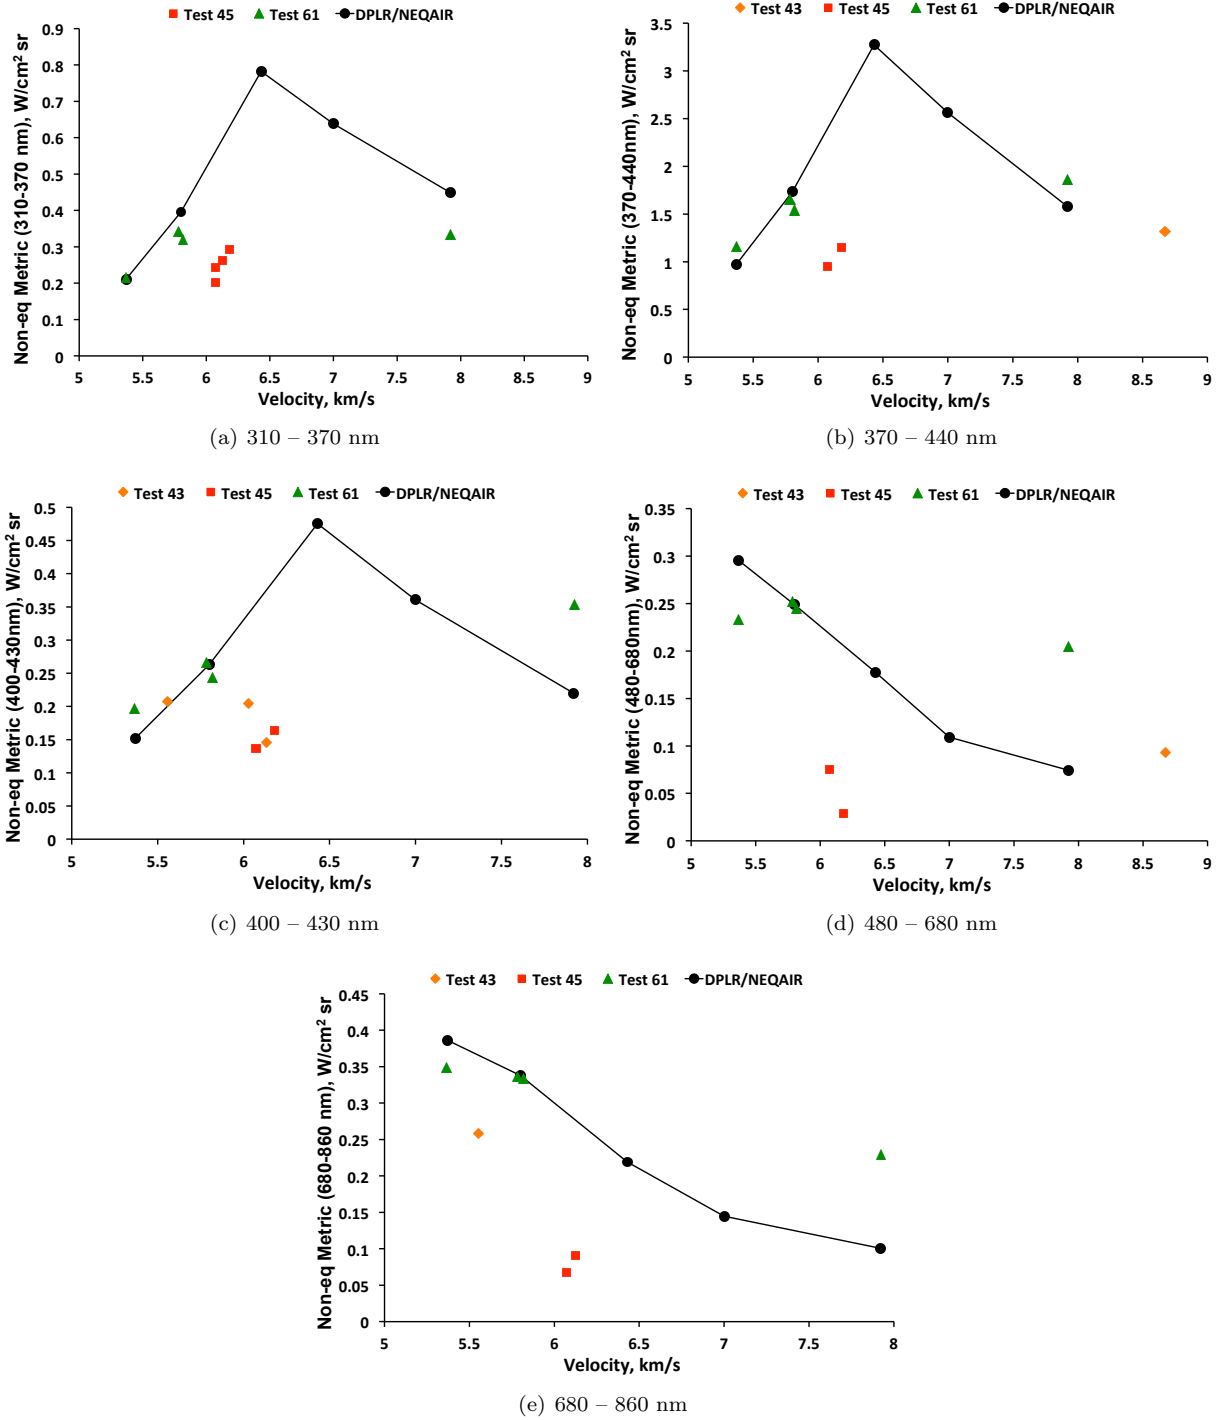 Test 45 Test 61 DPLR/NEQAIR
Non-eq Metric (310-370 nm), W/cm² sr
0.9
0.8
0.7
0.6
0.5
0.4
0.3
0.2
0.1
0
5 5.5 6 6.5 7 7.5 8 8.5 9
Velocity, km/s
(a) 310 – 370 nm
Test 43 Test 45 Test 61 DPLR/NEQAIR
Non-eq Metric (370-440nm), W/cm² sr
3.5
3
2.5
2
1.5
1
0.5
0
5 5.5 6 6.5 7 7.5 8 8.5 9
Velocity, km/s
(b) 370 – 440 nm
Test 43 Test 45 Test 61 DPLR/NEQAIR
Non-eq Metric (400-430nm), W/cm² sr
0.5
0.45
0.4
0.35
0.3
0.25
0.2
0.15
0.1
0.05
0
5 5.5 6 6.5 7 7.5 8
Velocity, km/s
(c) 400 – 430 nm
Test 43 Test 45 Test 61 DPLR/NEQAIR
Non-eq Metric (480-680nm), W/cm² sr
0.35
0.3
0.25
0.2
0.15
0.1
0.05
0
5 5.5 6 6.5 7 7.5 8 8.5 9
Velocity, km/s
(d) 480 – 680 nm
Test 43 Test 45 Test 61 DPLR/NEQAIR
Non-eq Metric (680-860 nm), W/cm² sr
0.45
0.4
0.35
0.3
0.25
0.2
0.15
0.1
0.05
0
5 5.5 6 6.5 7 7.5 8
Velocity, km/s
(e) 680 – 860 nm